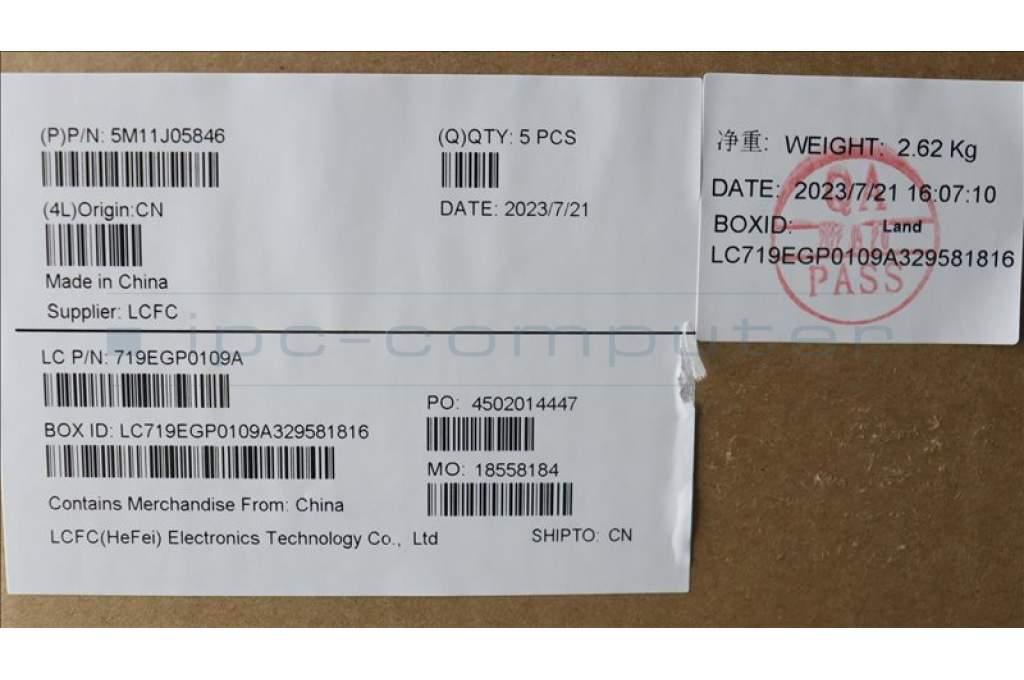 (P)P/N: 5M11J05846
(Q)QTY: 5 PCS
(4L)Origin:CN
DATE: 2023/7/21
Made in China
Supplier: LCFC
LC P/N: 719EGP0109A
PO: 4502014447
BOX ID: LC719EGP0109A329581816
MO: 18558184
Contains Merchandise From: China
LCFC(HeFei) Electronics Technology Co., Ltd
SHIPTO: CN
净重: WEIGHT: 2.62 Kg
DATE: 2023/7/21 16:07:10
BOXID: Land
LC719EGP0109A329581816
QA
PASS
ipc-computer